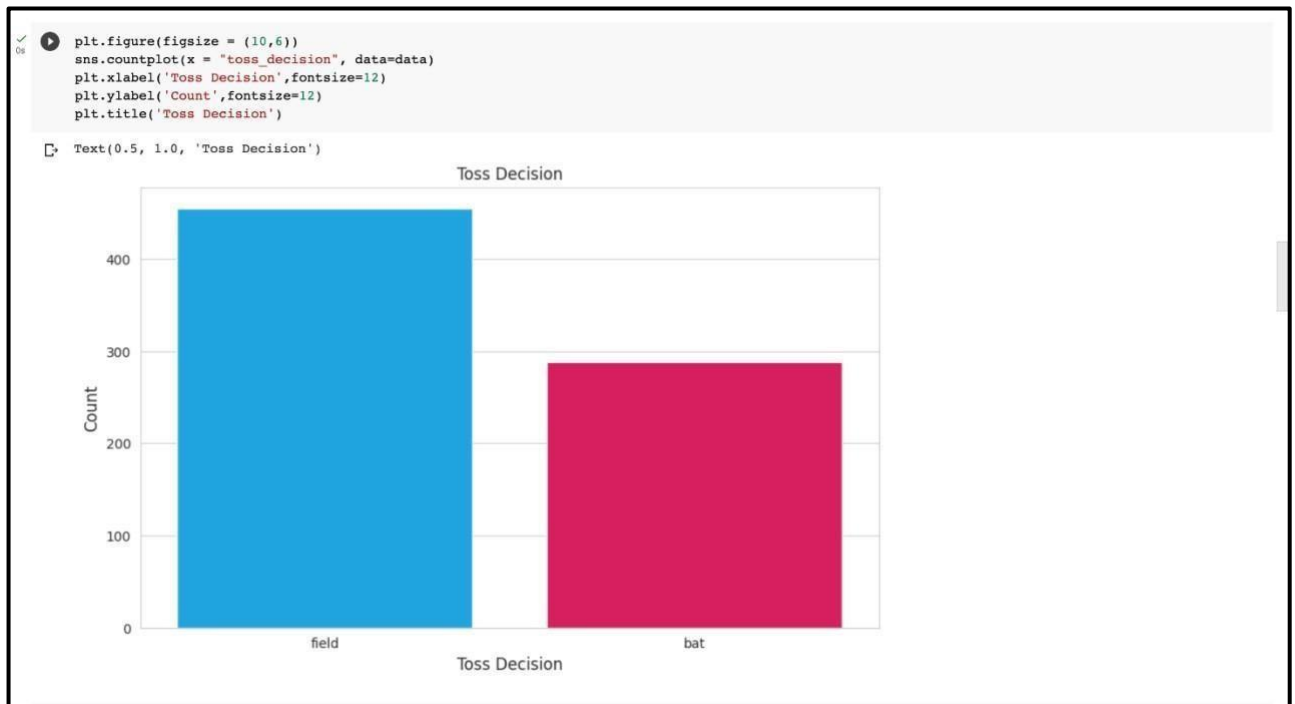 plt.figure(figsize = (10,6))
0s
sns.countplot(x = "toss_decision", data=data)
plt.xlabel('Toss Decision',fontsize=12)
plt.ylabel('Count',fontsize=12)
plt.title('Toss Decision')
Text(0.5, 1.0, 'Toss Decision')
Toss Decision
400
300
Count
200
100
0
field
bat
Toss Decision